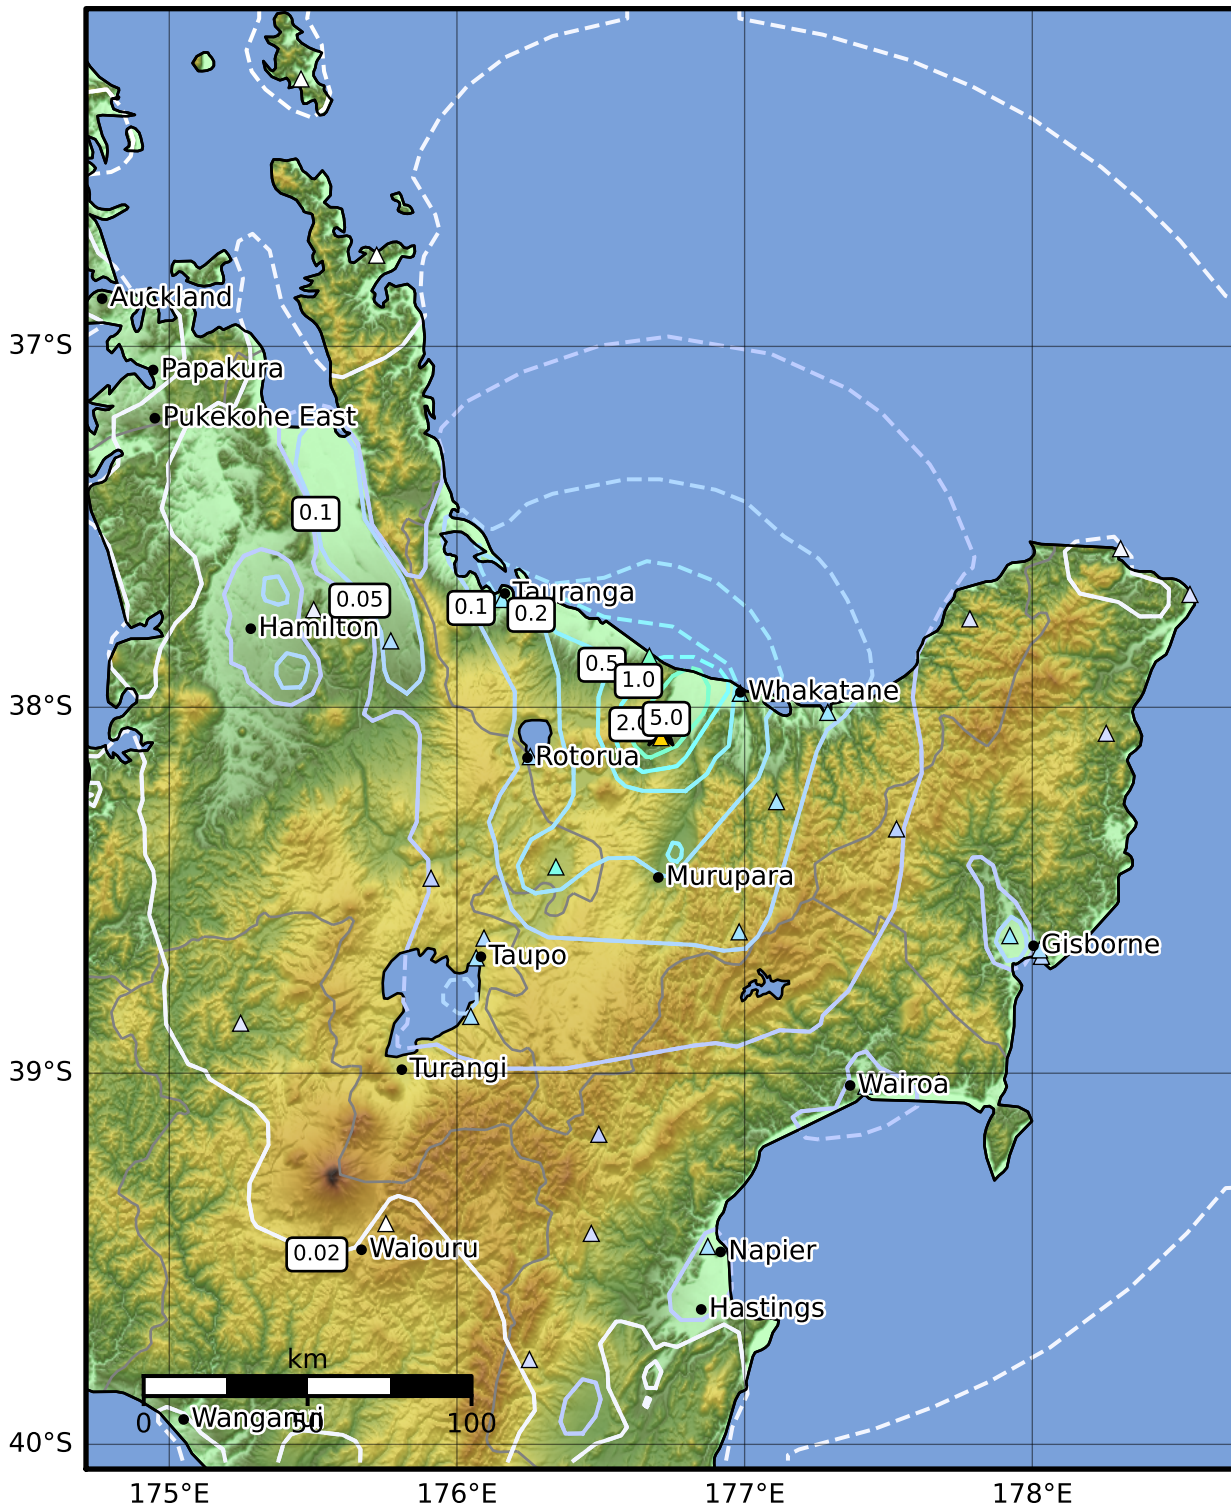 Auckland
37°S
Papakura
Pukekohe East
0.1
Tauranga
0.05
0.1
0.2
Hamilton
0.5
1.0
Whakatane
38°S
2.0
5.0
Rotorua
Murupara
Gisborne
Taupo
Turangi
39°S
Wairoa
Waiouru
0.02
Napier
Hastings
km
0
50
100
Wanganui
40°S
175°E
176°E
177°E
178°E